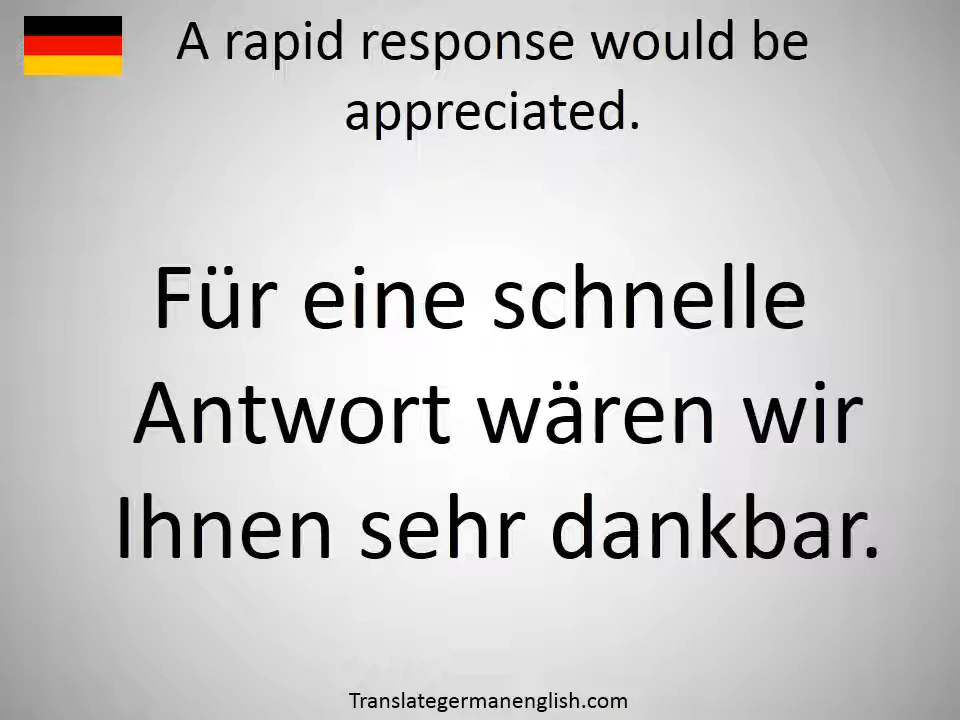 A rapid response would be
appreciated.
Für eine schnelle
Antwort wären wir
Ihnen sehr dankbar.
Translategermanenglish.com